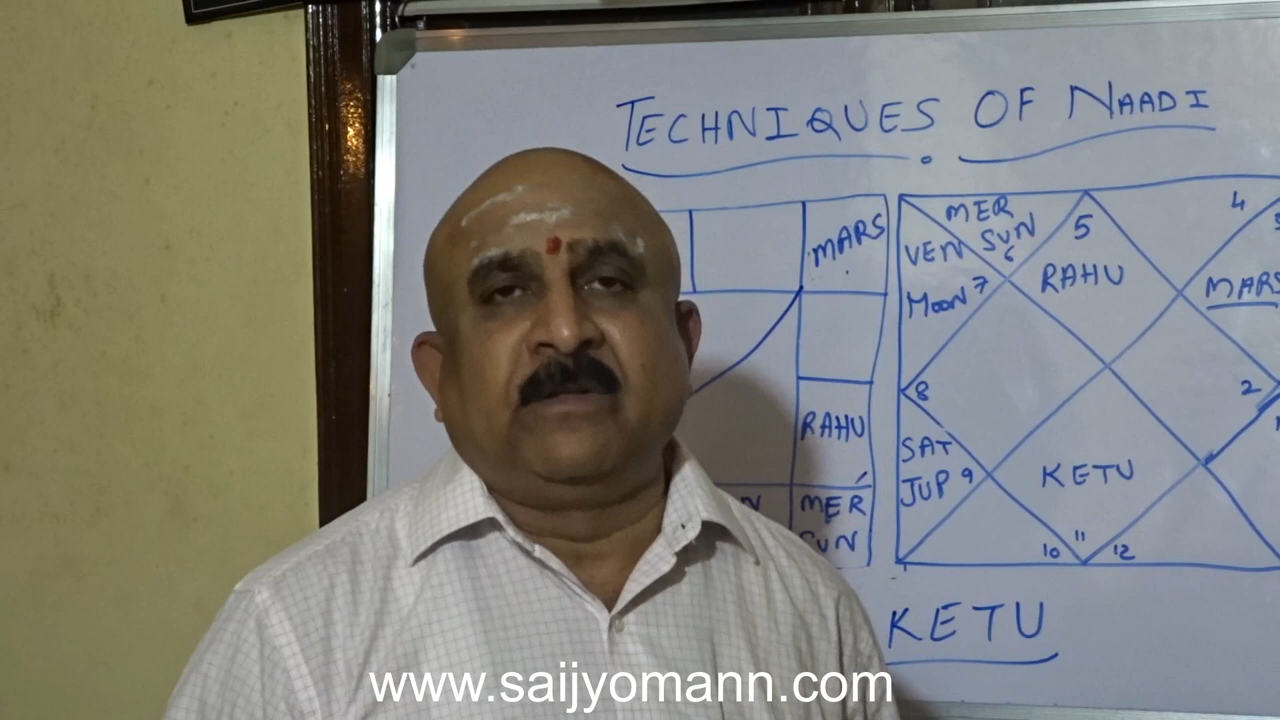 TECHNIQUES OF NAADI
MARS
RAHU
N
MER
SUN
MER
VEN SUN
6
MOON 7
5
RAHU
4
MARS
8
2
SAT
JUP 9
KETU
10 11 12
KETU
www.saijyomann.com